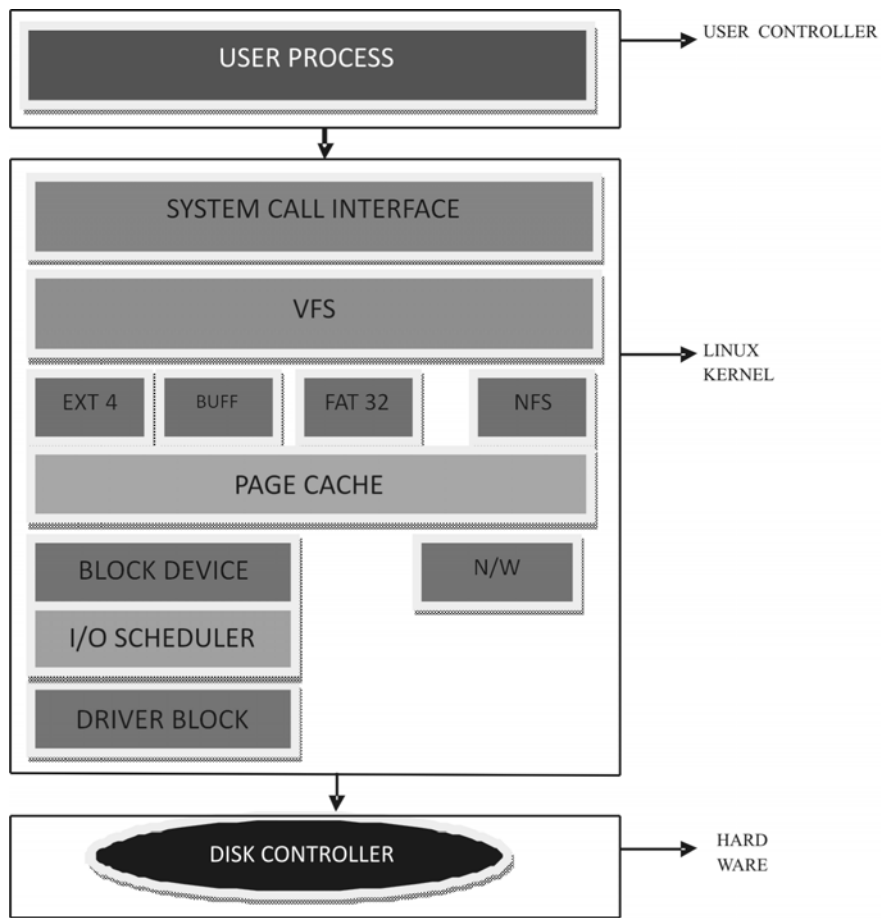 USER PROCESS
USER CONTROLLER
SYSTEM CALL INTERFACE
VFS
LINUX
KERNEL
EXT 4
BUFF
FAT 32
NFS
PAGE CACHE
BLOCK DEVICE
N/W
I/O SCHEDULER
DRIVER BLOCK
DISK CONTROLLER
HARD
WARE